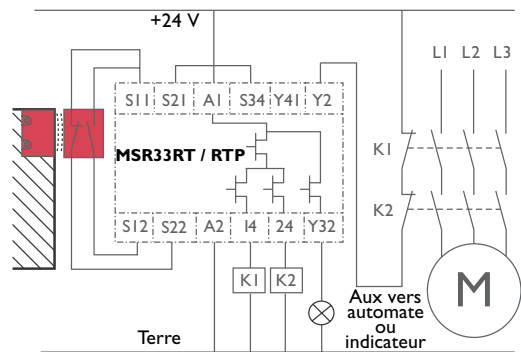 +24 V
L1 L2 L3
S11 S21 A1 S34 Y41 Y2
MSR33RT / RTP
K1
K2
S12 S22 A2 14 24 Y32
K1 K2
M
Aux vers
automate
ou
indicateur
Terre